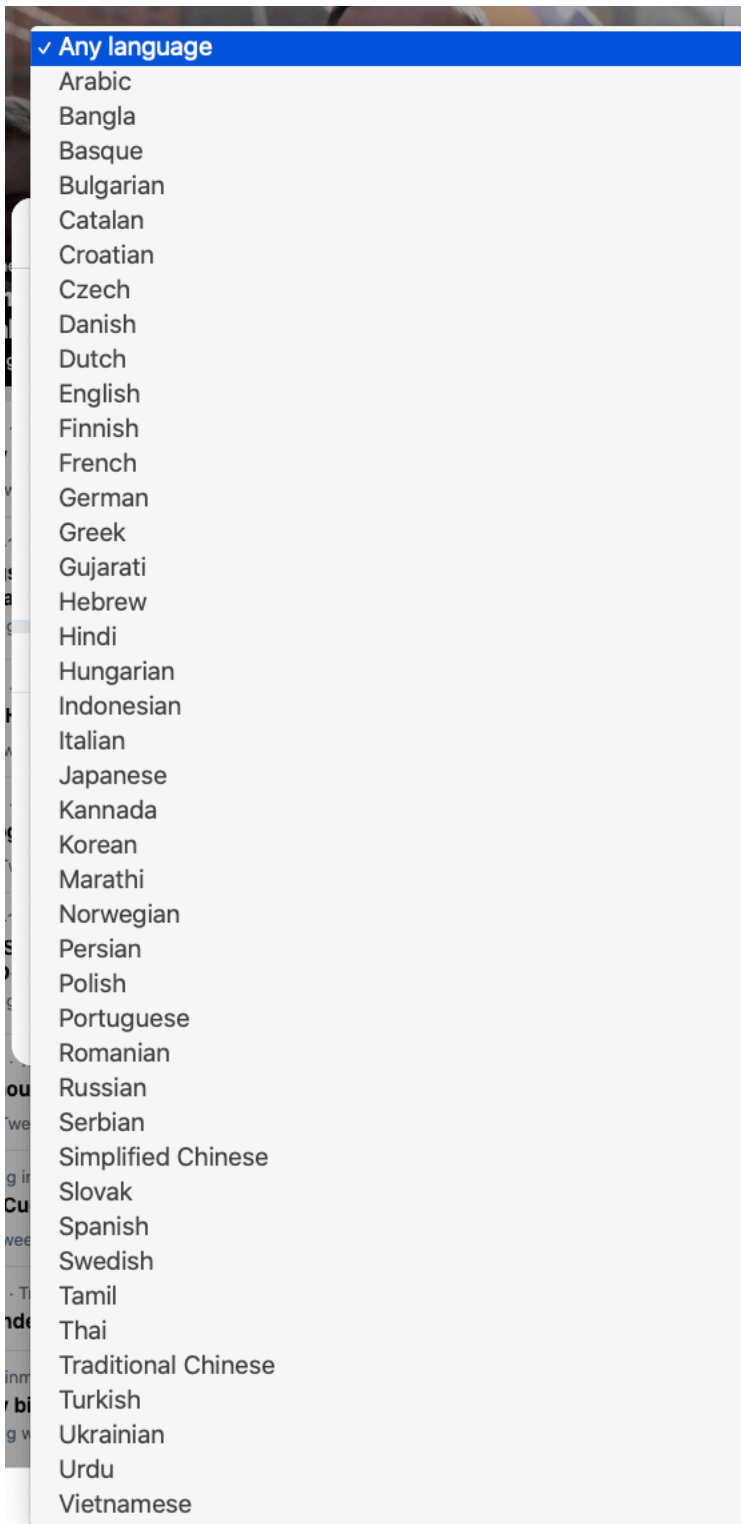 ✓ Any language
Arabic
Bangla
Basque
Bulgarian
Catalan
Croatian
Czech
Danish
Dutch
English
Finnish
French
German
Greek
Gujarati
Hebrew
Hindi
Hungarian
Indonesian
Italian
Japanese
Kannada
Korean
Marathi
Norwegian
Persian
Polish
Portuguese
Romanian
Russian
Serbian
Simplified Chinese
Slovak
Spanish
Swedish
Tamil
Thai
Traditional Chinese
Turkish
Ukrainian
Urdu
Vietnamese